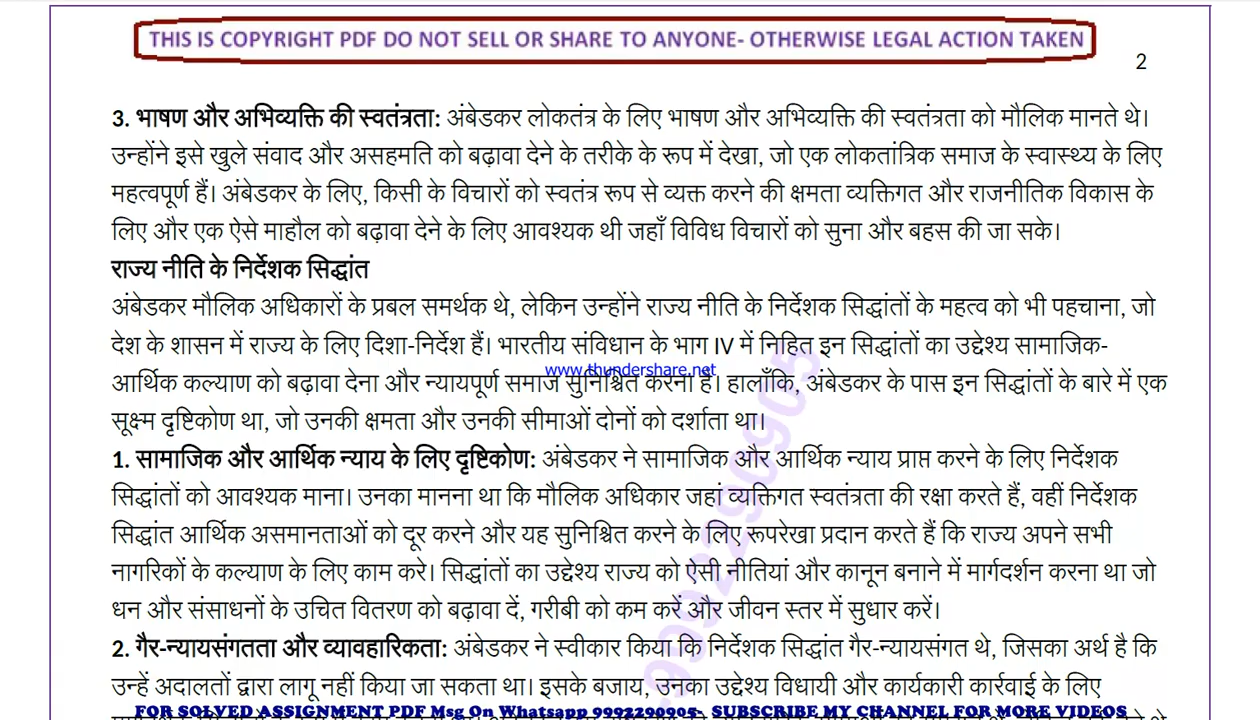 THIS IS COPYRIGHT PDF DO NOT SELL OR SHARE TO ANYONE- OTHERWISE LEGAL ACTION TAKEN
2
3. भाषण और अभिव्यक्ति की स्वतंत्रता: अंबेडकर लोकतंत्र के लिए भाषण और अभिव्यक्ति की स्वतंत्रता को मौलिक मानते थे।
उन्होंने इसे खुले संवाद और असहमति को बढ़ावा देने के तरीके के रूप में देखा, जो एक लोकतांत्रिक समाज के स्वास्थ्य के लिए
महत्वपूर्ण हैं। अंबेडकर के लिए, किसी के विचारों को स्वतंत्र रूप से व्यक्त करने की क्षमता व्यक्तिगत और राजनीतिक विकास के
लिए और एक ऐसे माहौल को बढ़ावा देने के लिए आवश्यक थी जहाँ विविध विचारों को सुना और बहस की जा सके।
राज्य नीति के निर्देशक सिद्धांत
अंबेडकर मौलिक अधिकारों के प्रबल समर्थक थे, लेकिन उन्होंने राज्य नीति के निर्देशक सिद्धांतों के महत्व को भी पहचाना, जो
देश के शासन में राज्य के लिए दिशा-निर्देश हैं। भारतीय संविधान के भाग IV में निहित इन सिद्धांतों का उद्देश्य सामाजिक-
www.thundershare.net
आर्थिक कल्याण को बढ़ावा देना और न्यायपूर्ण समाज सुनिश्चित करना है। हालाँकि, अंबेडकर के पास इन सिद्धांतों के बारे में एक
सूक्ष्म दृष्टिकोण था, जो उनकी क्षमता और उनकी सीमाओं दोनों को दर्शाता था।
1. सामाजिक और आर्थिक न्याय के लिए दृष्टिकोण: अंबेडकर ने सामाजिक और आर्थिक न्याय प्राप्त करने के लिए निर्देशक
सिद्धांतों को आवश्यक माना। उनका मानना था कि मौलिक अधिकार जहां व्यक्तिगत स्वतंत्रता की रक्षा करते हैं, वहीं निर्देशक
सिद्धांत आर्थिक असमानताओं को दूर करने और यह सुनिश्चित करने के लिए रूपरेखा प्रदान करते हैं कि राज्य अपने सभी
नागरिकों के कल्याण के लिए काम करे। सिद्धांतों का उद्देश्य राज्य को ऐसी नीतियां और कानून बनाने में मार्गदर्शन करना था जो
धन और संसाधनों के उचित वितरण को बढ़ावा दें, गरीबी को कम करें और जीवन स्तर में सुधार करें।
2. गैर-न्यायसंगतता और व्यावहारिकता: अंबेडकर ने स्वीकार किया कि निर्देशक सिद्धांत गैर-न्यायसंगत थे, जिसका अर्थ है कि
उन्हें अदालतों द्वारा लागू नहीं किया जा सकता था। इसके बजाय, उनका उद्देश्य विधायी और कार्यकारी कार्रवाई के लिए
9992290905
FOR SOLVED ASSIGNMENT PDF Msg On Whatsapp 9992290905- SUBSCRIBE MY CHANNEL FOR MORE VIDEOS